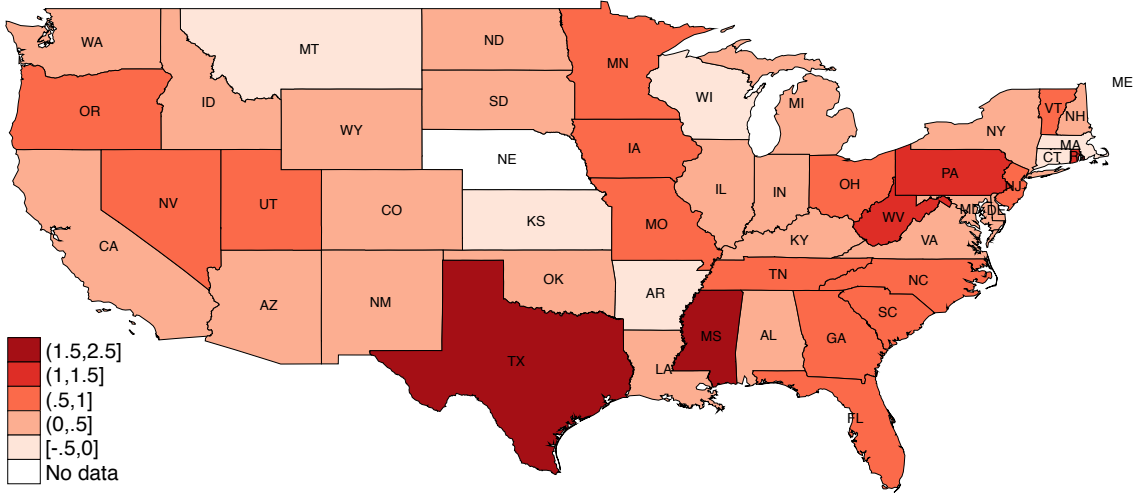 WA
MT
ND
MN
ME
OR
ID
SD
WI
MI
VT
NH
WY
NY
MA
IA
NE
CT
RI
PA
NV
UT
CO
IL
IN
OH
NJ
KS
MO
WV
MD
DE
CA
KY
VA
AZ
NM
OK
AR
TN
NC
SC
TX
LA
MS
AL
GA
FL
(1.5,2.5]
(1,1.5]
(.5,1]
(0,.5]
[-.5,0]
No data